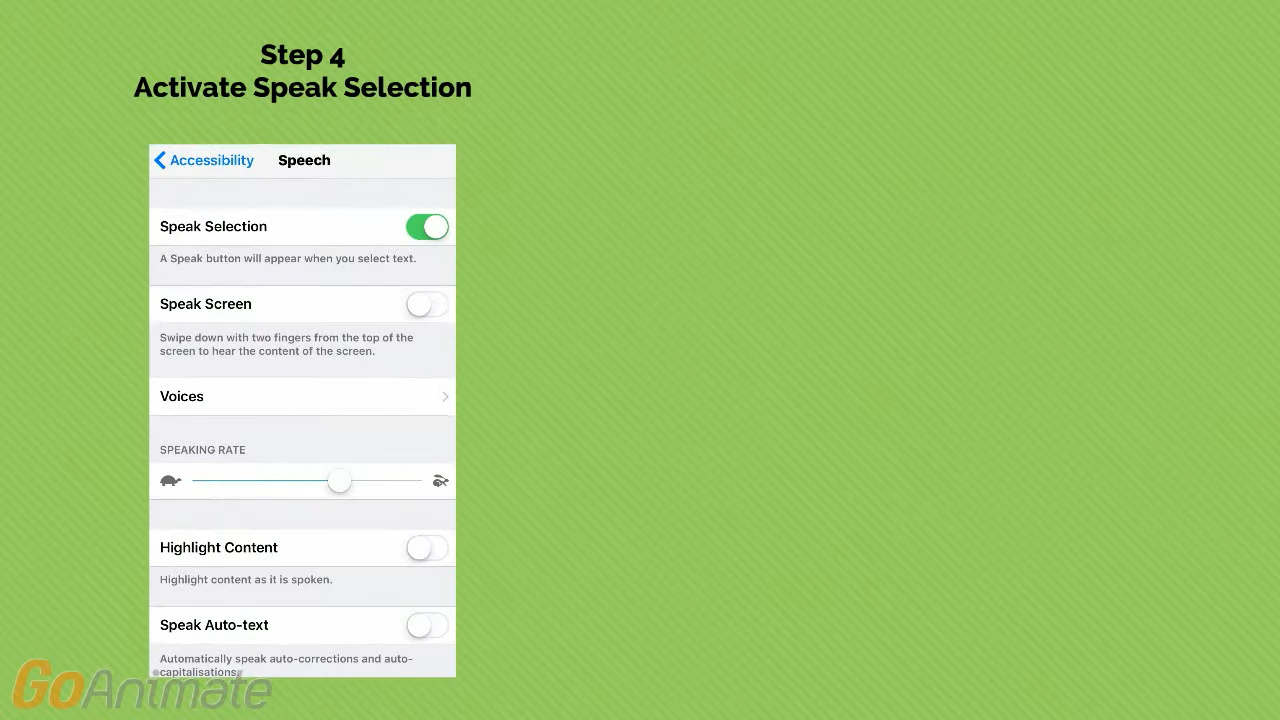 Step 4
Activate Speak Selection
Accessibility Speech
Speak Selection
A Speak button will appear when you select text.
Speak Screen
Swipe down with two fingers from the top of the
screen to hear the content of the screen.
Voices
SPEAKING RATE
Highlight Content
Highlight content as it is spoken.
Speak Auto-text
Automatically speak auto-corrections and auto-
capitalisations.
GoAnimate